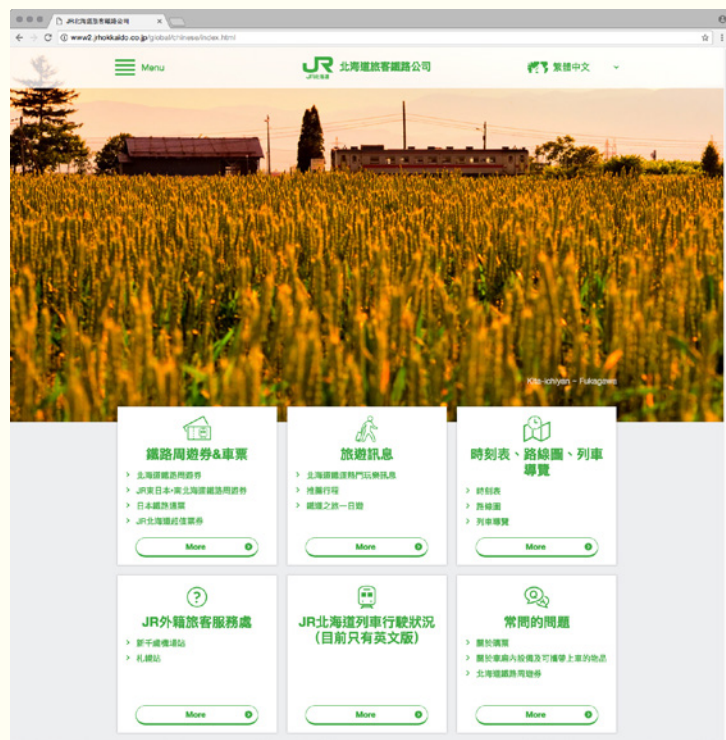 JR北海道旅客鐵路公司
www2.jrhokkaido.co.jp/global/chinese/index.html
Menu
JR
JR北海道
北海道旅客鐵路公司
繁體中文
Kita-ichiyan - Fukagawa
鐵路周遊券&車票
北海道鐵路周遊券
JR東日本・東北海道鐵路周遊券
日本鐵路通票
JR北海道超值票券
More
旅遊訊息
北海道鐵道熱門玩樂訊息
推薦行程
鐵道之旅一日遊
More
時刻表、路線圖、列車
導覽
時刻表
路線圖
列車導覽
More
JR外籍旅客服務處
新千歲機場站
札幌站
More
JR北海道列車行駛狀況
(目前只有英文版)
More
常問的問題
關於購票
關於車廂內設備及可攜帶上車的物品
北海道鐵路周遊券
More